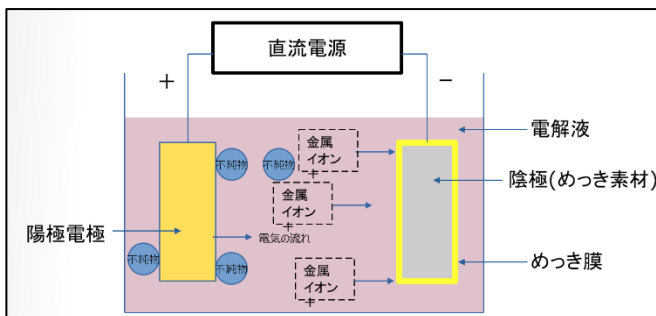 直流電源
+
−
電解液
金属
イオン
+
不純物
不純物
陰極(めっき素材)
金属
イオン
+
陽極電極
電気の流れ
不純物
不純物
金属
イオン
+
めっき膜